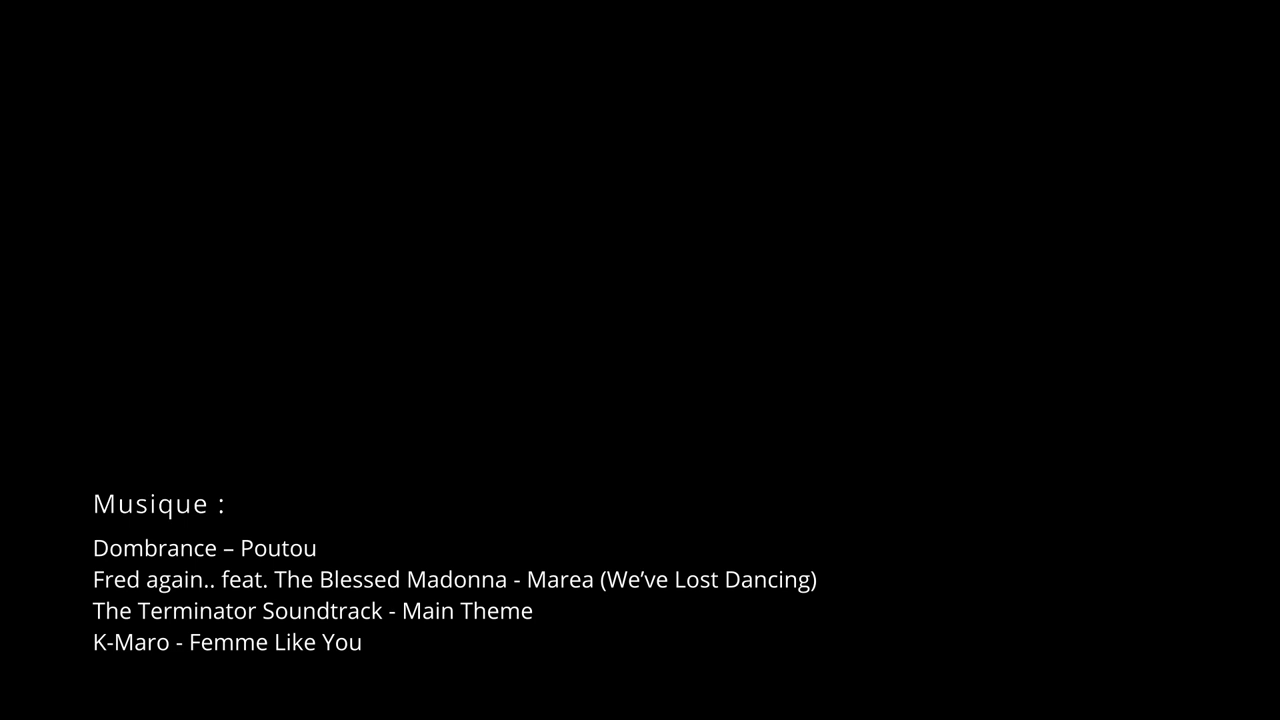 Musique :
Dombrance – Poutou
Fred again.. feat. The Blessed Madonna - Marea (We’ve Lost Dancing)
The Terminator Soundtrack - Main Theme
K-Maro - Femme Like You